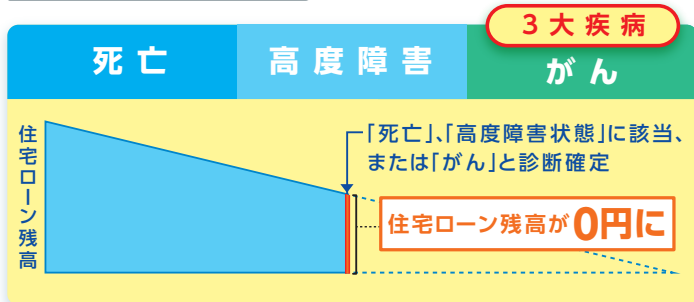 3大疾病
死亡
高度障害
がん
住宅ローン残高
「死亡」、「高度障害状態」に該当、
または「がん」と診断確定
住宅ローン残高が0円に